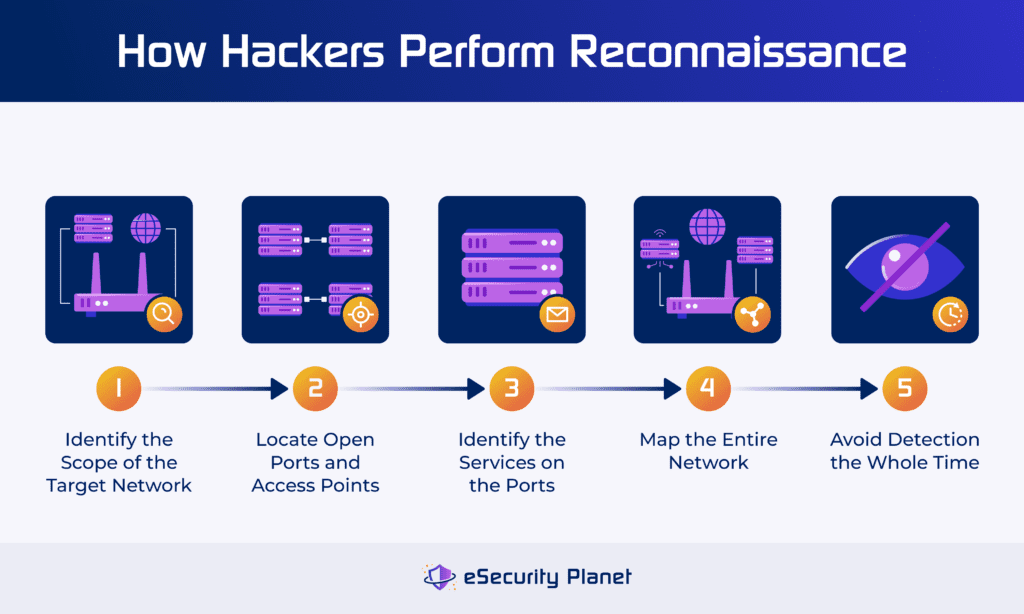 How Hackers Perform Reconnaissance
1
Identify the
Scope of the
Target Network
2
Locate Open
Ports and
Access Points
3
Identify the
Services on
the Ports
4
Map the Entire
Network
5
Avoid Detection
the Whole Time
eSecurity Planet